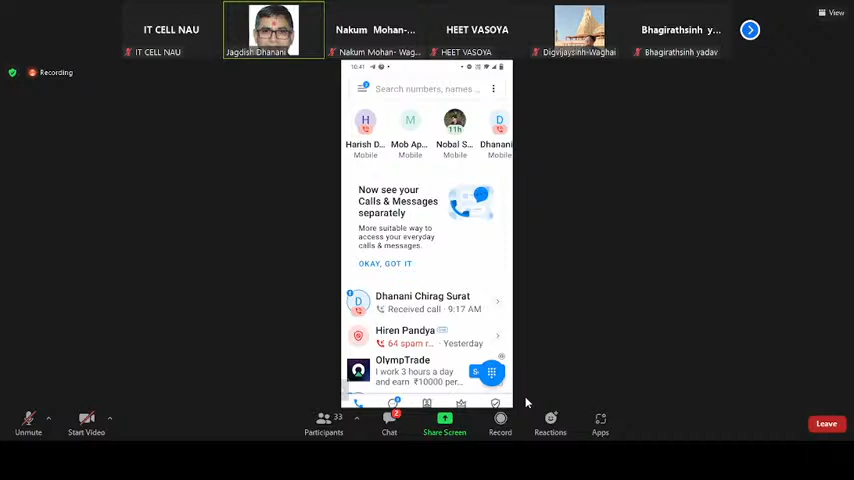 IT CELL NAU
Nakum Mohan-...
HEET VASOYA
Bhagirathsinh y...
View
IT CELL NAU
Jagdish Dhanani
Nakum Mohan- Wag...
HEET VASOYA
Digvijaysinh-Waghai
Bhagirathsinh yadav
Recording
16:41
Search numbers, names ...
H
M
11h
D
Harish D...
Mob Ap...
Nobal S...
Dhanani
Mobile
Mobile
Mobile
Mobile
Now see your
Calls & Messages
separately
More suitable way to
access your everyday
calls & messages.
OKAY, GOT IT
D
Dhanani Chirag Surat
Received call · 9:17 AM
Hiren Pandya
64 spam r... · Yesterday
OlympTrade
I work 3 hours a day
and earn ₹10000 per...
33
2
Unmute
Start Video
Participants
Chat
Share Screen
Record
Reactions
Apps
Leave